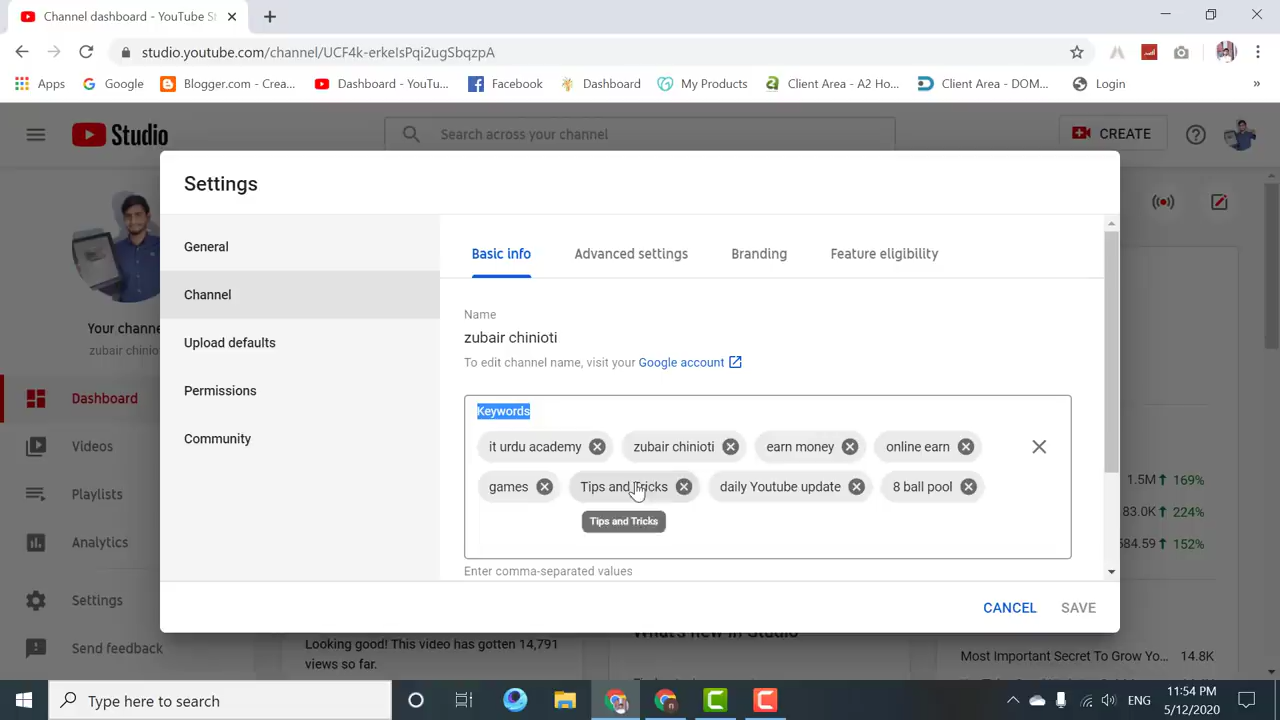 Channel dashboard - YouTube St
studio.youtube.com/channel/UCF4k-erkelsPqi2ugSbqzpA
Apps Google Blogger.com - Crea... Dashboard - YouTu... Facebook Dashboard My Products Client Area - A2 Ho... Client Area - DOM... Login »
Studio
Search across your channel
CREATE
Settings
General
Channel
Upload defaults
Permissions
Community
Basic info Advanced settings Branding Feature eligibility
Name
zubair chinioti
To edit channel name, visit your Google account
Keywords
it urdu academy zubair chinioti earn money online earn
games Tips and Tricks daily Youtube update 8 ball pool
Tips and Tricks
Enter comma-separated values
CANCEL SAVE
Your channe
zubair chinio
Dashboard
Videos
Playlists
Analytics
Settings
Send feedback
1.5M 169%
83.0K 224%
584.59 152%
Looking good! This video has gotten 14,791
views so far.
What's new in Studio
Most Important Secret To Grow Yo... 14.8K
Type here to search
ENG
11:54 PM
5/12/2020